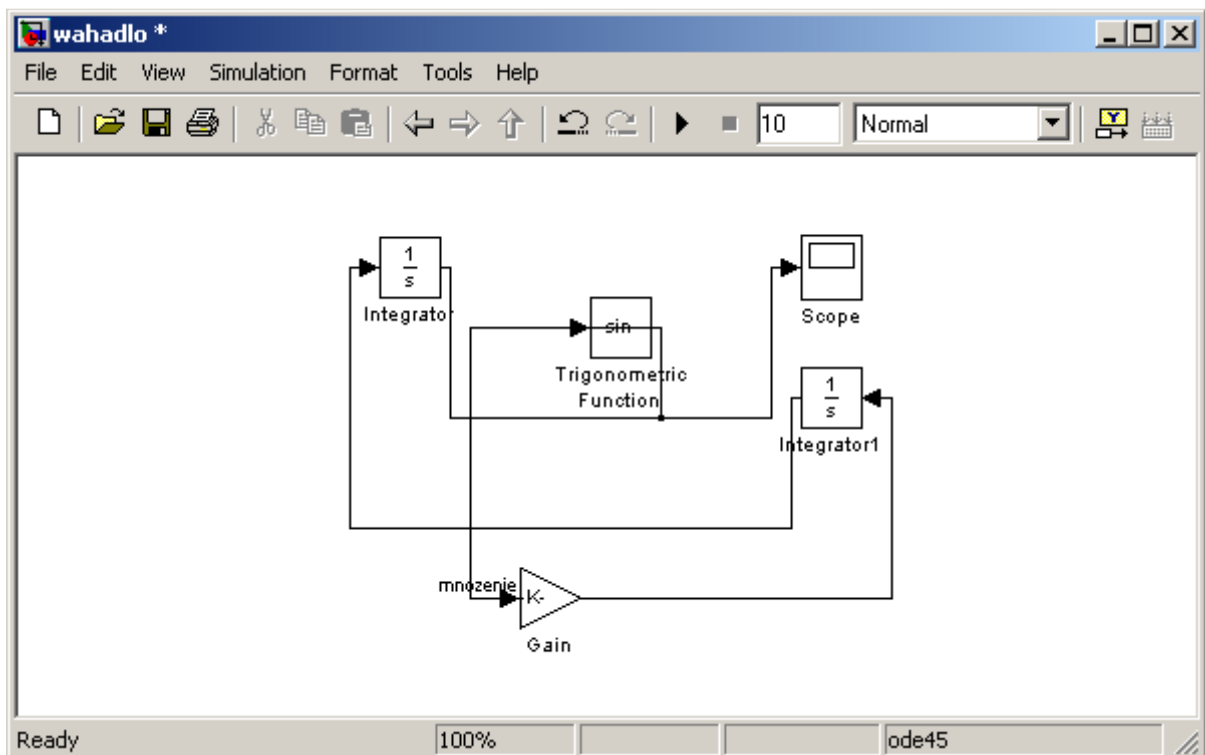 wahadlo *
File Edit View Simulation Format Tools Help
10 Normal
Y
1
s
Integrator
sin
Trigonometric
Function
Scope
1
s
Integrator1
mnozenie
K-
Gain
Ready 100% ode45